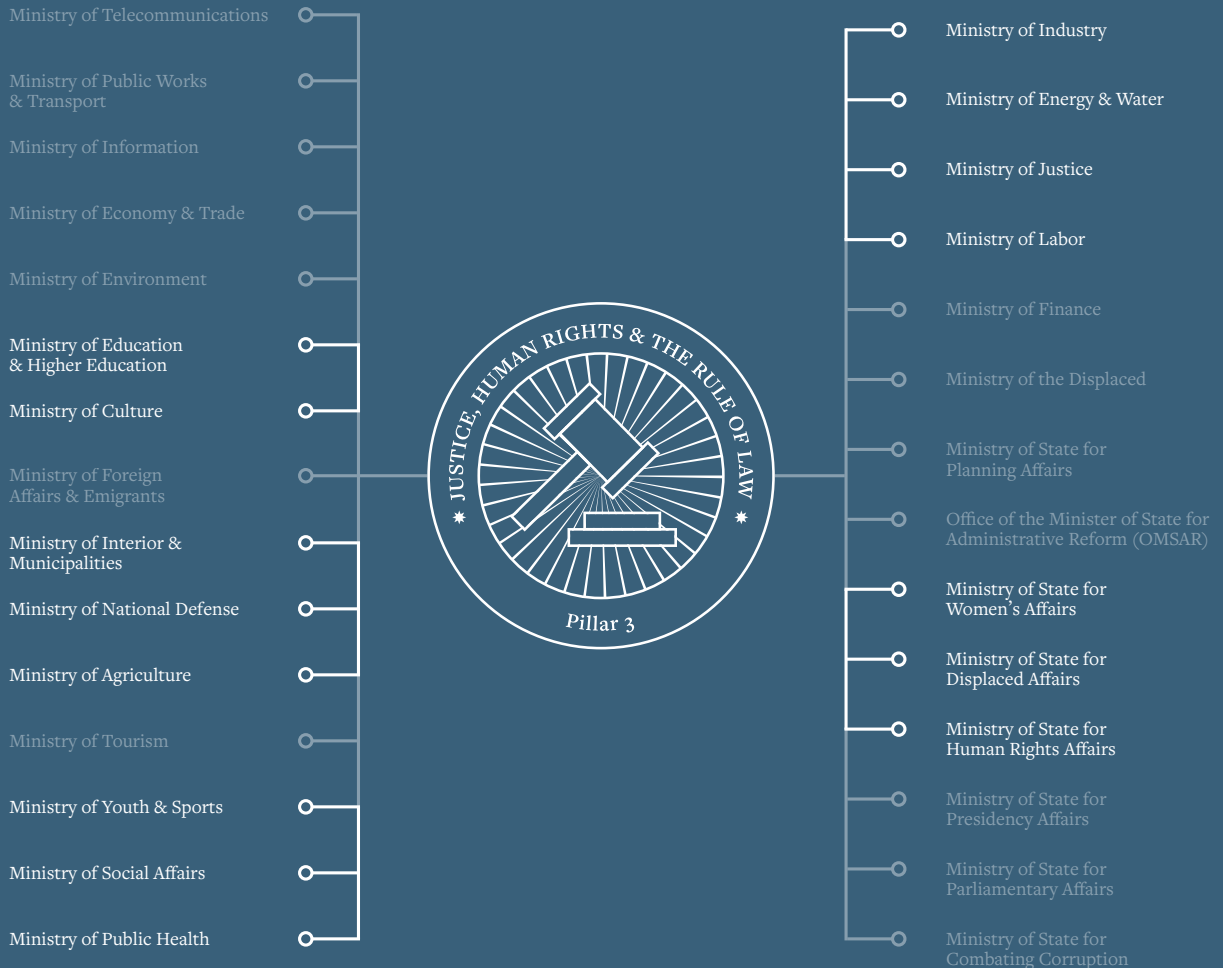 Ministry of Telecommunications
Ministry of Public Works
& Transport
Ministry of Information
Ministry of Economy & Trade
Ministry of Environment
Ministry of Education
& Higher Education
Ministry of Culture
Ministry of Foreign
Affairs & Emigrants
Ministry of Interior &
Municipalities
Ministry of National Defense
Ministry of Agriculture
Ministry of Tourism
Ministry of Youth & Sports
Ministry of Social Affairs
Ministry of Public Health
JUSTICE, HUMAN RIGHTS & THE RULE OF LAW
Pillar 3
Ministry of Industry
Ministry of Energy & Water
Ministry of Justice
Ministry of Labor
Ministry of Finance
Ministry of the Displaced
Ministry of State for
Planning Affairs
Office of the Minister of State for
Administrative Reform (OMSAR)
Ministry of State for
Women's Affairs
Ministry of State for
Displaced Affairs
Ministry of State for
Human Rights Affairs
Ministry of State for
Presidency Affairs
Ministry of State for
Parliamentary Affairs
Ministry of State for
Combating Corruption